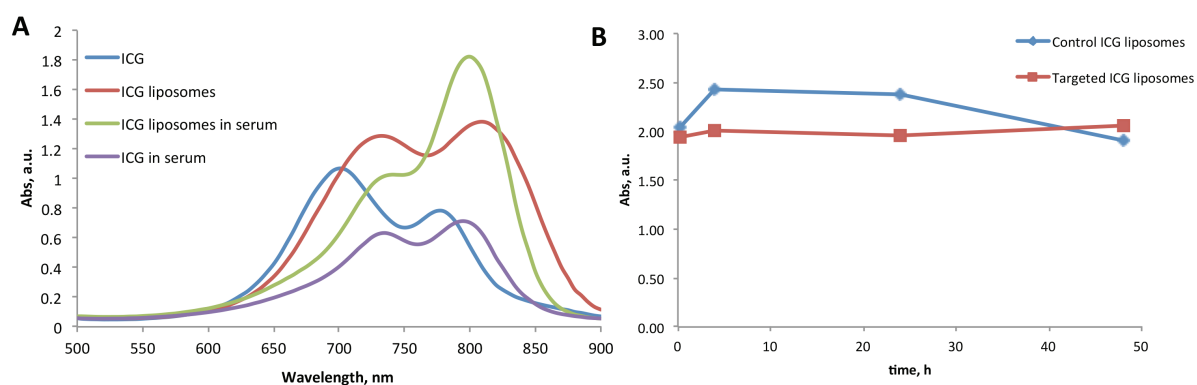 A
2
1.8
1.6
1.4
1.2
1
0.8
0.6
0.4
0.2
0
Abs, a.u.
500 550 600 650 700 750 800 850 900
Wavelength, nm
ICG
ICG liposomes
ICG liposomes in serum
ICG in serum
B
3.00
2.50
2.00
1.50
1.00
0.50
0.00
Abs, a.u.
0 10 20 30 40 50
time, h
Control ICG liposomes
Targeted ICG liposomes